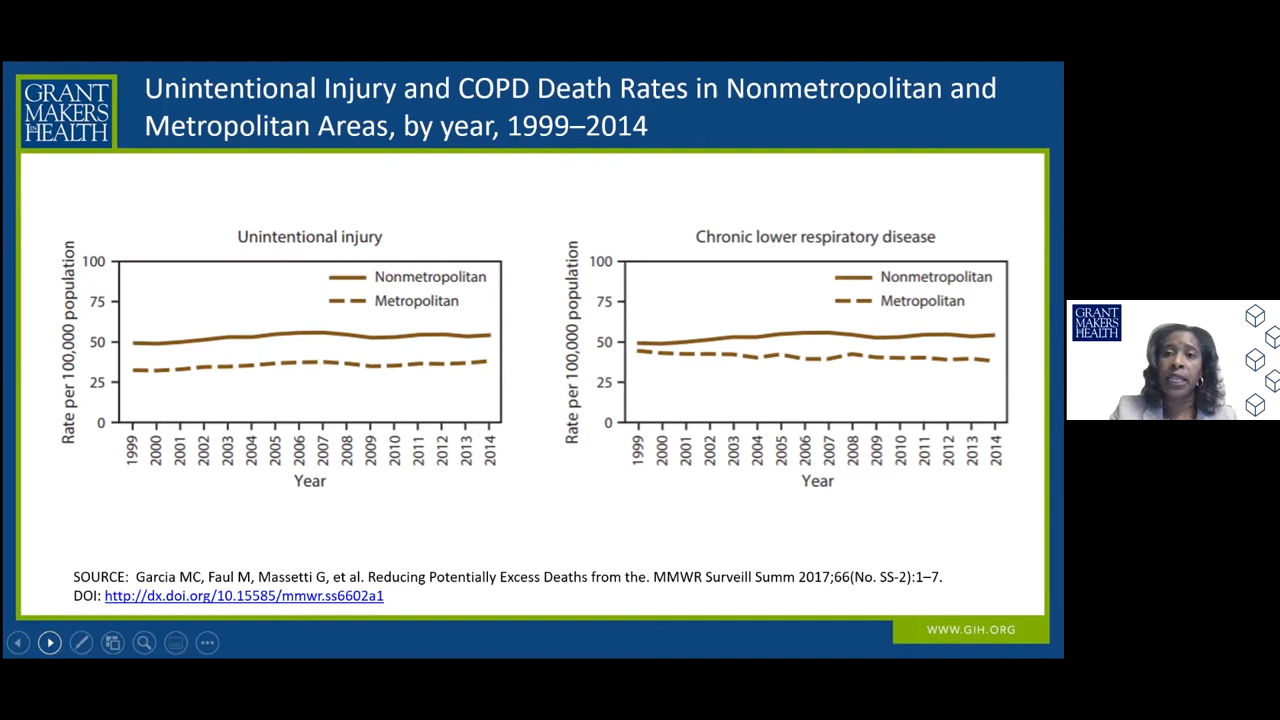 GRANT
MAKERS
IN
HEALTH
Unintentional Injury and COPD Death Rates in Nonmetropolitan and
Metropolitan Areas, by year, 1999–2014
Unintentional injury
Rate per 100,000 population
100
75
50
25
0
Nonmetropolitan
Metropolitan
1999
2000
2001
2002
2003
2004
2005
2006
2007
2008
2009
2010
2011
2012
2013
2014
Year
Chronic lower respiratory disease
Rate per 100,000 population
100
75
50
25
0
Nonmetropolitan
Metropolitan
1999
2000
2001
2002
2003
2004
2005
2006
2007
2008
2009
2010
2011
2012
2013
2014
Year
SOURCE: Garcia MC, Faul M, Massetti G, et al. Reducing Potentially Excess Deaths from the. MMWR Surveill Summ 2017;66(No. SS-2):1–7.
DOI: http://dx.doi.org/10.15585/mmwr.ss6602a1
WWW.GIH.ORG
GRANT
MAKERS
IN
HEALTH